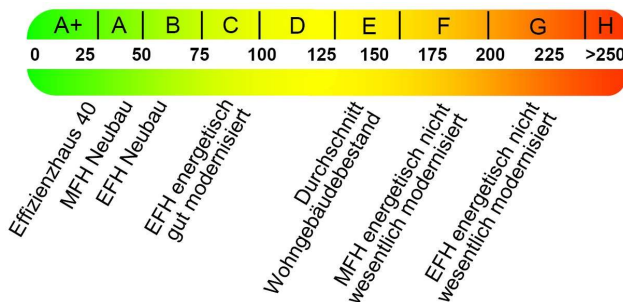 A+ A B C D E F G H
0 25 50 75 100 125 150 175 200 225 >250
Effizienzhaus 40
MFH Neubau
EFH Neubau
EFH energetisch
gut modernisiert
Durchschnitt
Wohngebäudebestand
MFH energetisch nicht
wesentlich modernisiert
EFH energetisch nicht
wesentlich modernisiert